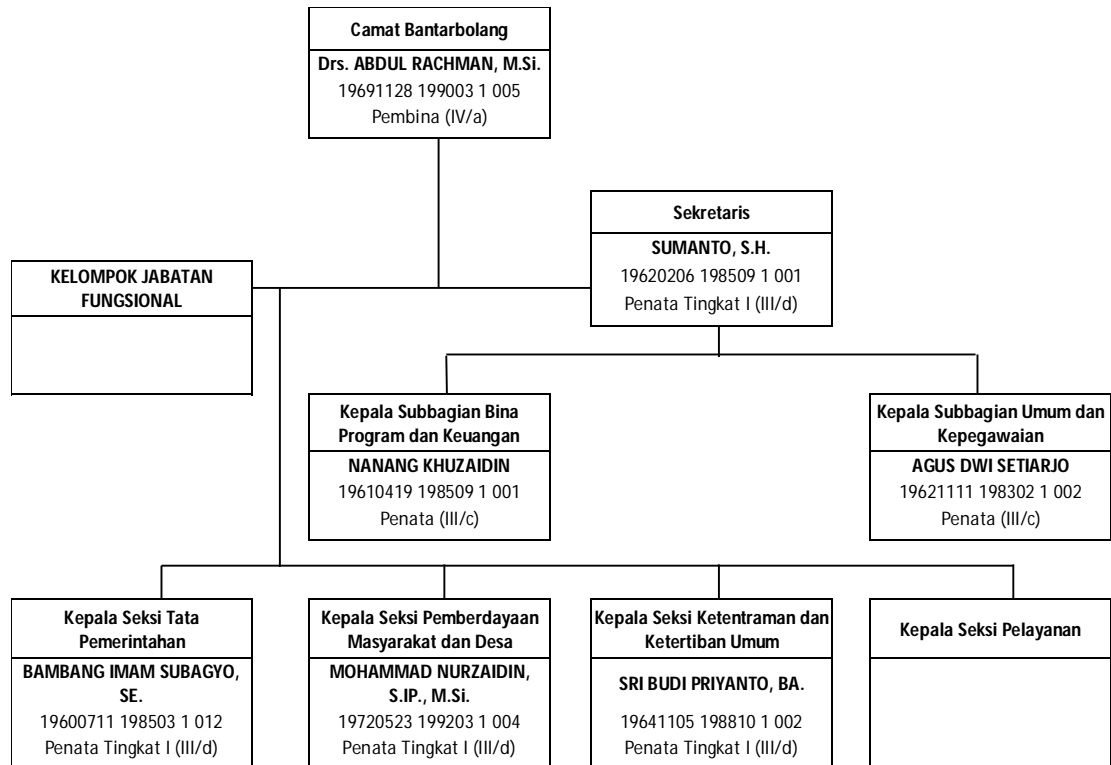 Camat Bantarbolang
Drs. ABDUL RACHMAN, M.Si.
19691128 199003 1 005
Pembina (IV/a)
Sekretaris
SUMANTO, S.H.
19620206 198509 1 001
Penata Tingkat I (III/d)
KELOMPOK JABATAN
FUNGSIONAL
Kepala Subbagian Bina
Program dan Keuangan
NANANG KHUZAIDIN
19610419 198509 1 001
Penata (III/c)
Kepala Subbagian Umum dan
Kepegawaian
AGUS DWI SETIARJO
19621111 198302 1 002
Penata (III/c)
Kepala Seksi Tata
Pemerintahan
BAMBANG IMAM SUBAGYO,
SE.
19600711 198503 1 012
Penata Tingkat I (III/d)
Kepala Seksi Pemberdayaan
Masyarakat dan Desa
MOHAMMAD NURZAIDIN,
S.IP., M.Si.
19720523 199203 1 004
Penata Tingkat I (III/d)
Kepala Seksi Ketentraman dan
Ketertiban Umum
SRI BUDI PRIYANTO, BA.
19641105 198810 1 002
Penata Tingkat I (III/d)
Kepala Seksi Pelayanan